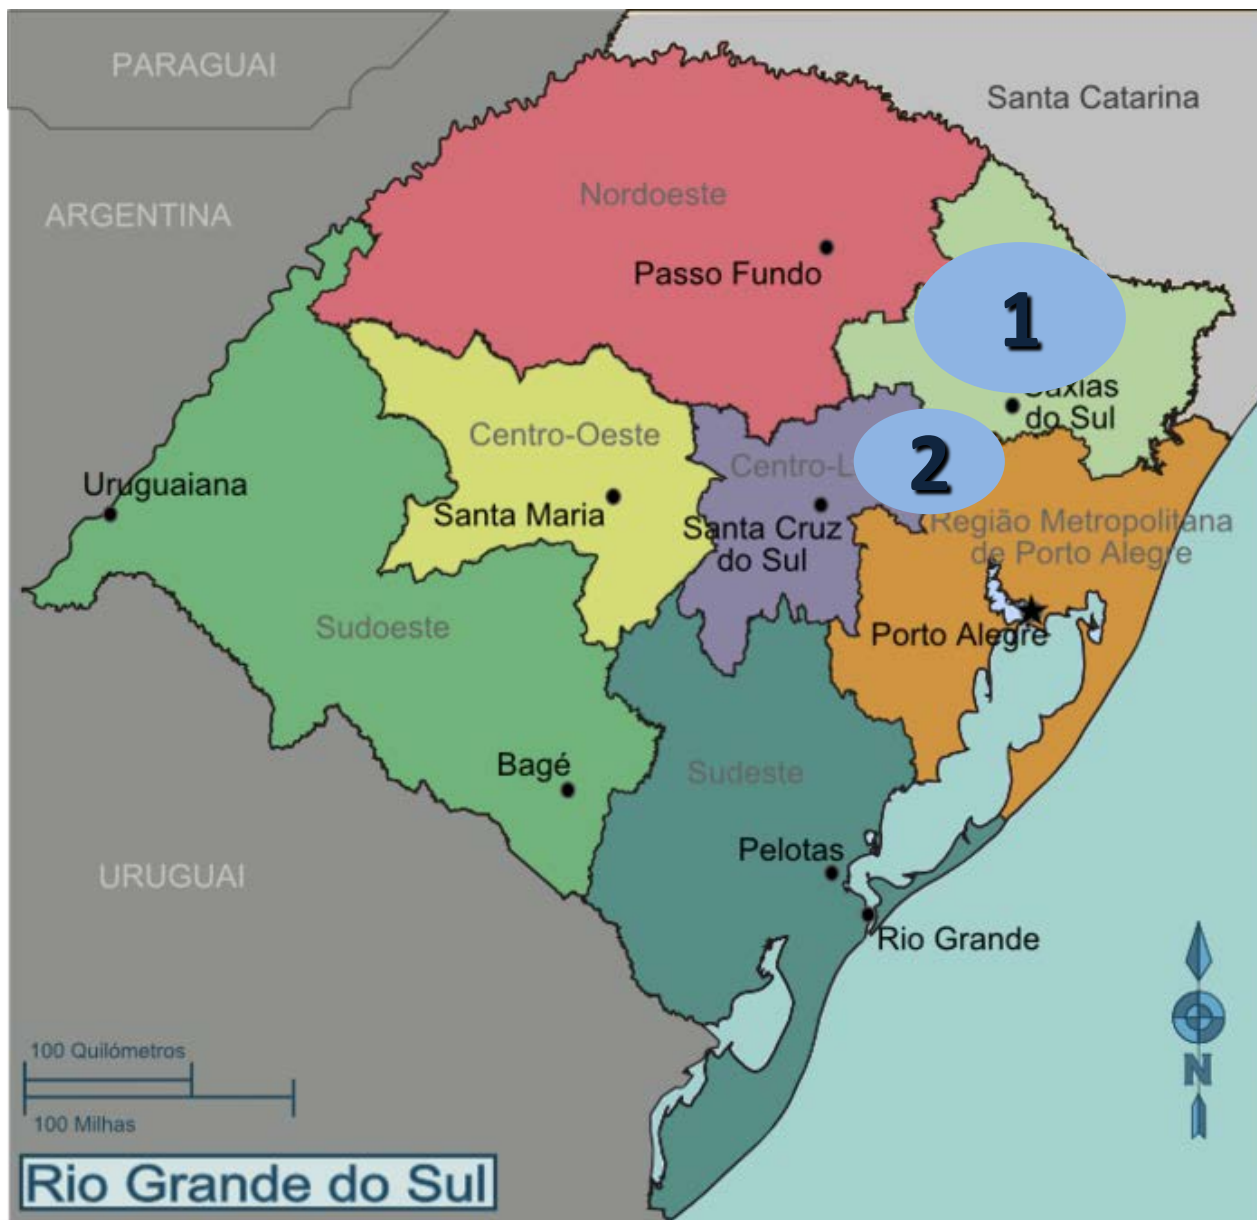 PARAGUAI
Santa Catarina
ARGENTINA
Nordoeste
Passo Fundo
1
do Sul
Centro-Oeste
2
Uruguaiana
Santa Maria
Santa Cruz
do Sul
Região Metropolitana
de Porto Alegre
Sudoeste
Porto Alegre
Bagé
Sudeste
Pelotas
URUGUAI
Rio Grande
100 Quilómetros
N
100 Milhas
Rio Grande do Sul